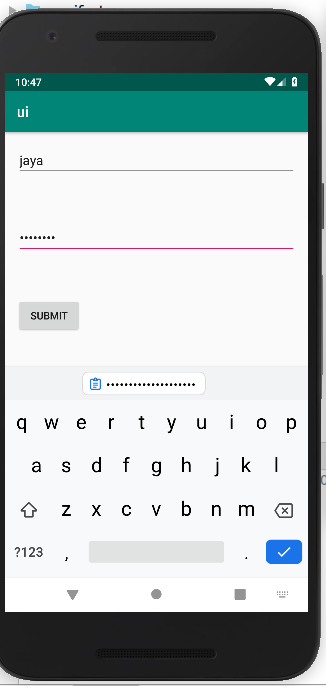 10:47
ui
jaya
••••••••
SUBMIT
••••••••••••••••••••
q w e r t y u i o p
a s d f g h j k l
z x c v b n m
?123 , .